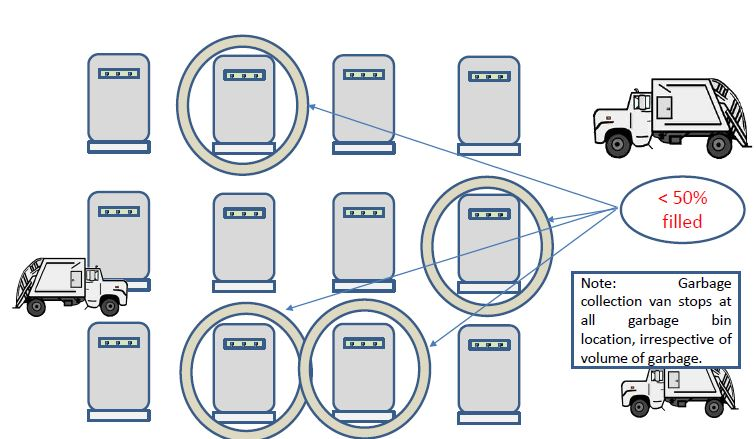 < 50%
filled
Note: Garbage
collection van stops at
all garbage bin
location, irrespective of
volume of garbage.